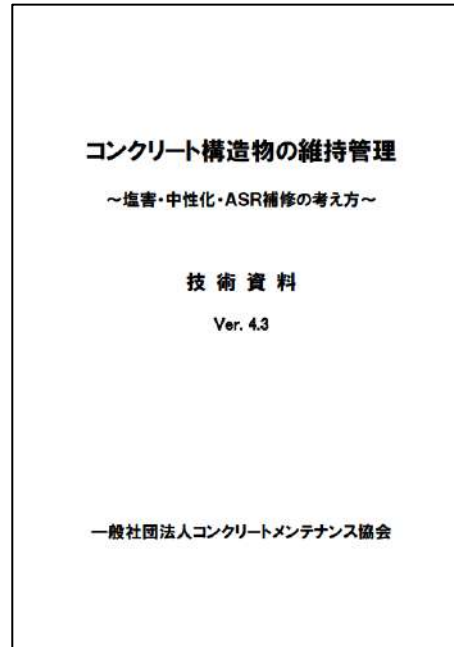 コンクリート構造物の維持管理
～塩害・中性化・ASR補修の考え方～
技 術 資 料
Ver. 4.3
一般社団法人コンクリートメンテナンス協会